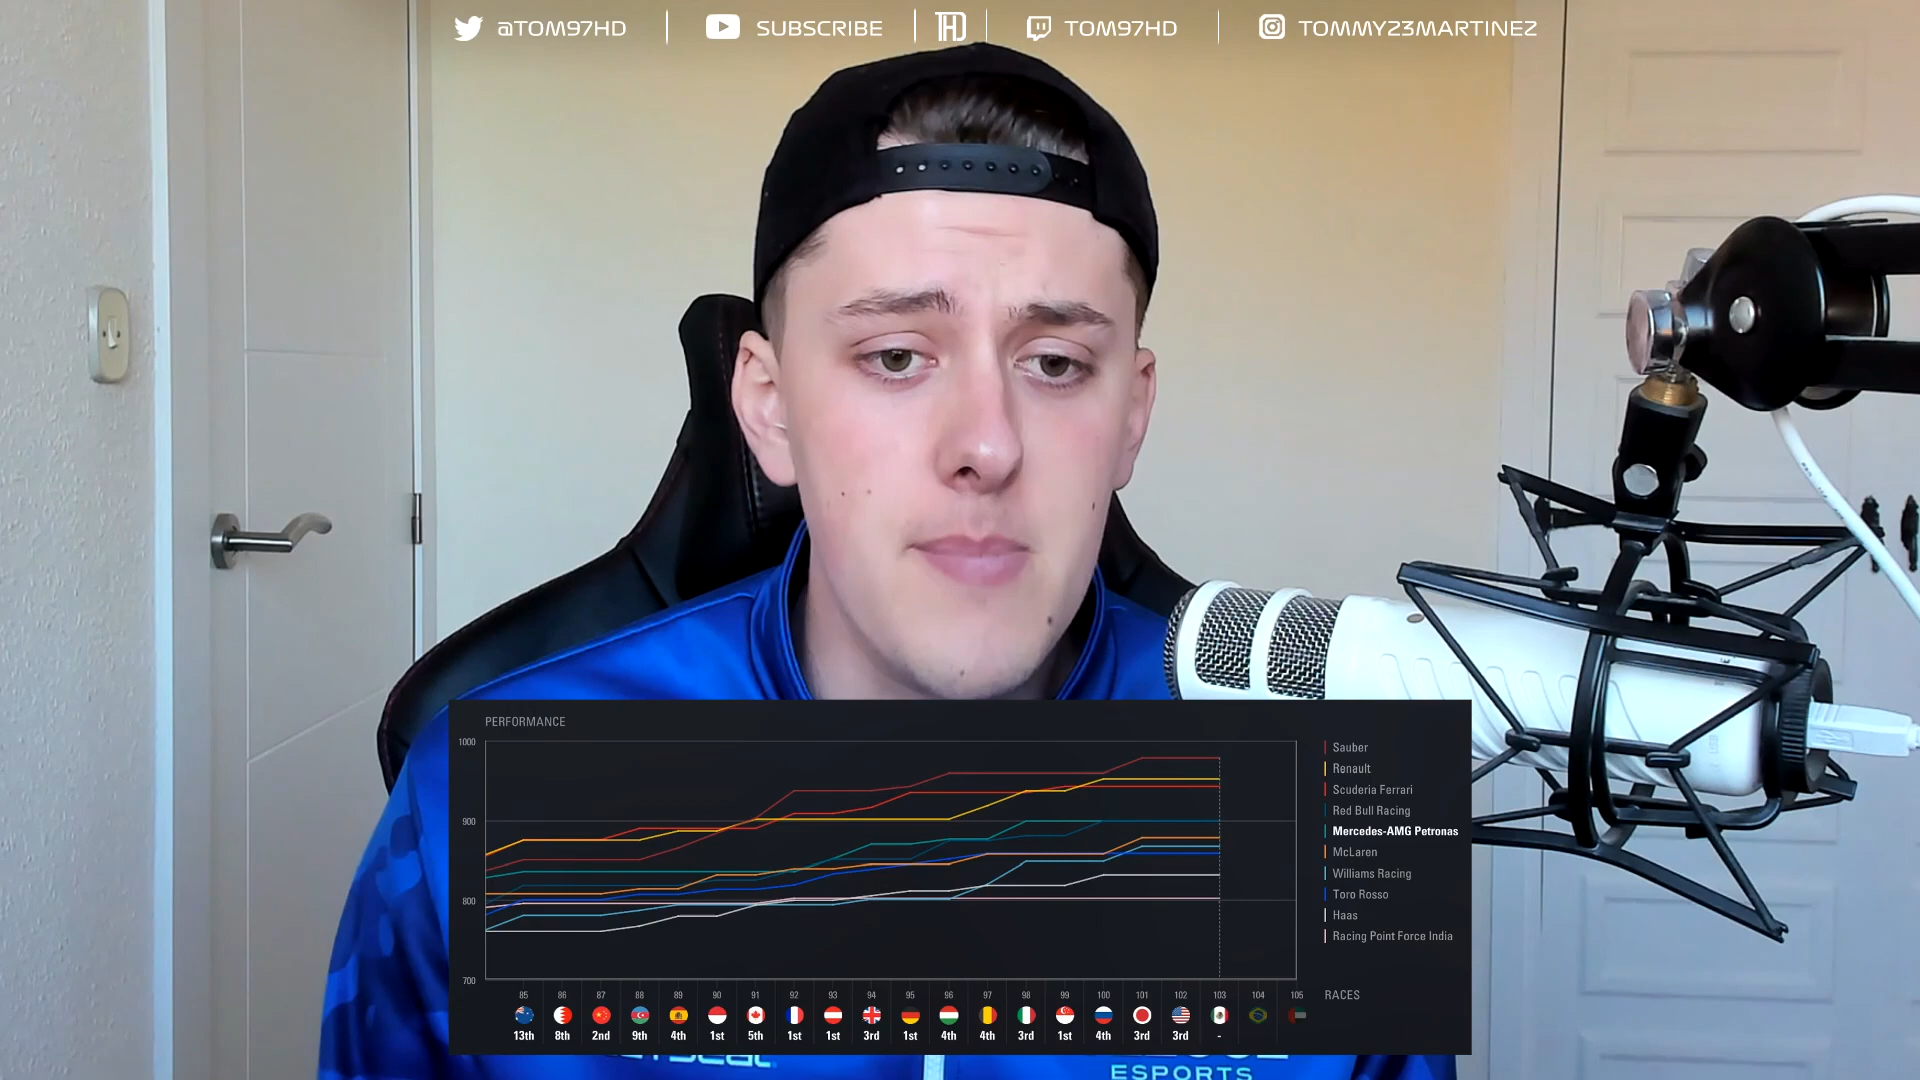 @TOM97HD SUBSCRIBE THD TOM97HD TOMMY23MARTINEZ
PERFORMANCE
1000
900
800
700
Sauber
Renault
Scuderia Ferrari
Red Bull Racing
Mercedes-AMG Petronas
McLaren
Williams Racing
Toro Rosso
Haas
Racing Point Force India
85 86 87 88 89 90 91 92 93 94 95 96 97 98 99 100 101 102 103 104 105 RACES
13th 8th 2nd 9th 4th 1st 5th 1st 1st 3rd 1st 4th 4th 3rd 1st 4th 3rd 3rd -
ESPORTS